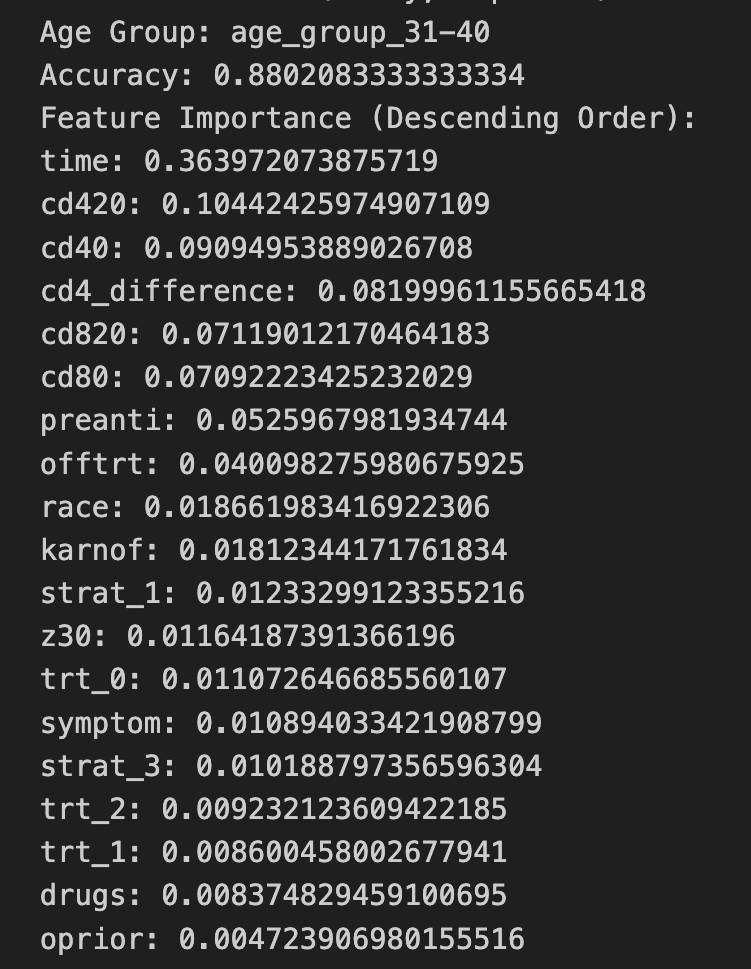 Age Group: age_group_31-40
Accuracy: 0.8802083333333334
Feature Importance (Descending Order):
time: 0.363972073875719
cd420: 0.10442425974907109
cd40: 0.09094953889026708
cd4_difference: 0.08199961155665418
cd820: 0.07119012170464183
cd80: 0.07092223425232029
preanti: 0.0525967981934744
offtrt: 0.040098275980675925
race: 0.018661983416922306
karnof: 0.01812344171761834
strat_1: 0.01233299123355216
z30: 0.01164187391366196
trt_0: 0.011072646685560107
symptom: 0.010894033421908799
strat_3: 0.010188797356596304
trt_2: 0.009232123609422185
trt_1: 0.008600458002677941
drugs: 0.008374829459100695
oprior: 0.004723906980155516